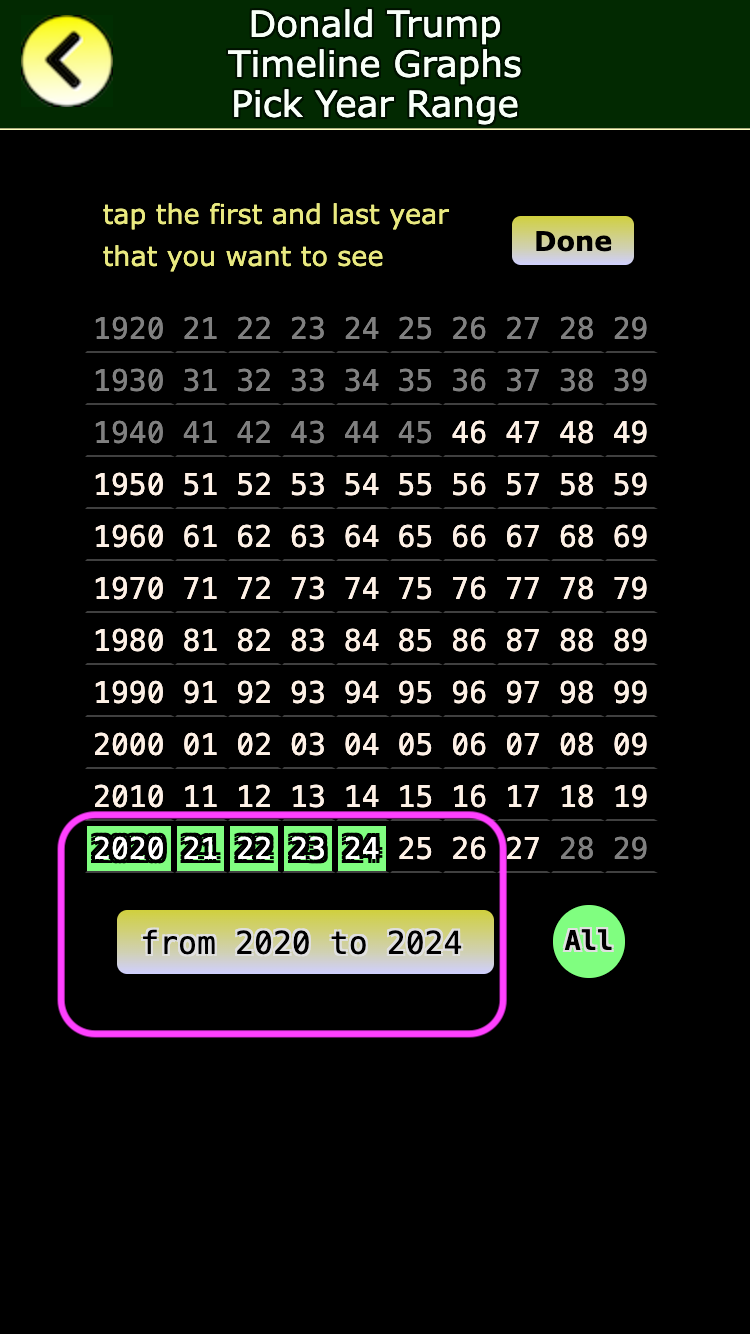 Donald Trump
Timeline Graphs
Pick Year Range
tap the first and last year
that you want to see
Done
1920 21 22 23 24 25 26 27 28 29
1930 31 32 33 34 35 36 37 38 39
1940 41 42 43 44 45 46 47 48 49
1950 51 52 53 54 55 56 57 58 59
1960 61 62 63 64 65 66 67 68 69
1970 71 72 73 74 75 76 77 78 79
1980 81 82 83 84 85 86 87 88 89
1990 91 92 93 94 95 96 97 98 99
2000 01 02 03 04 05 06 07 08 09
2010 11 12 13 14 15 16 17 18 19
2020 21 22 23 24 25 26 27 28 29
from 2020 to 2024
All